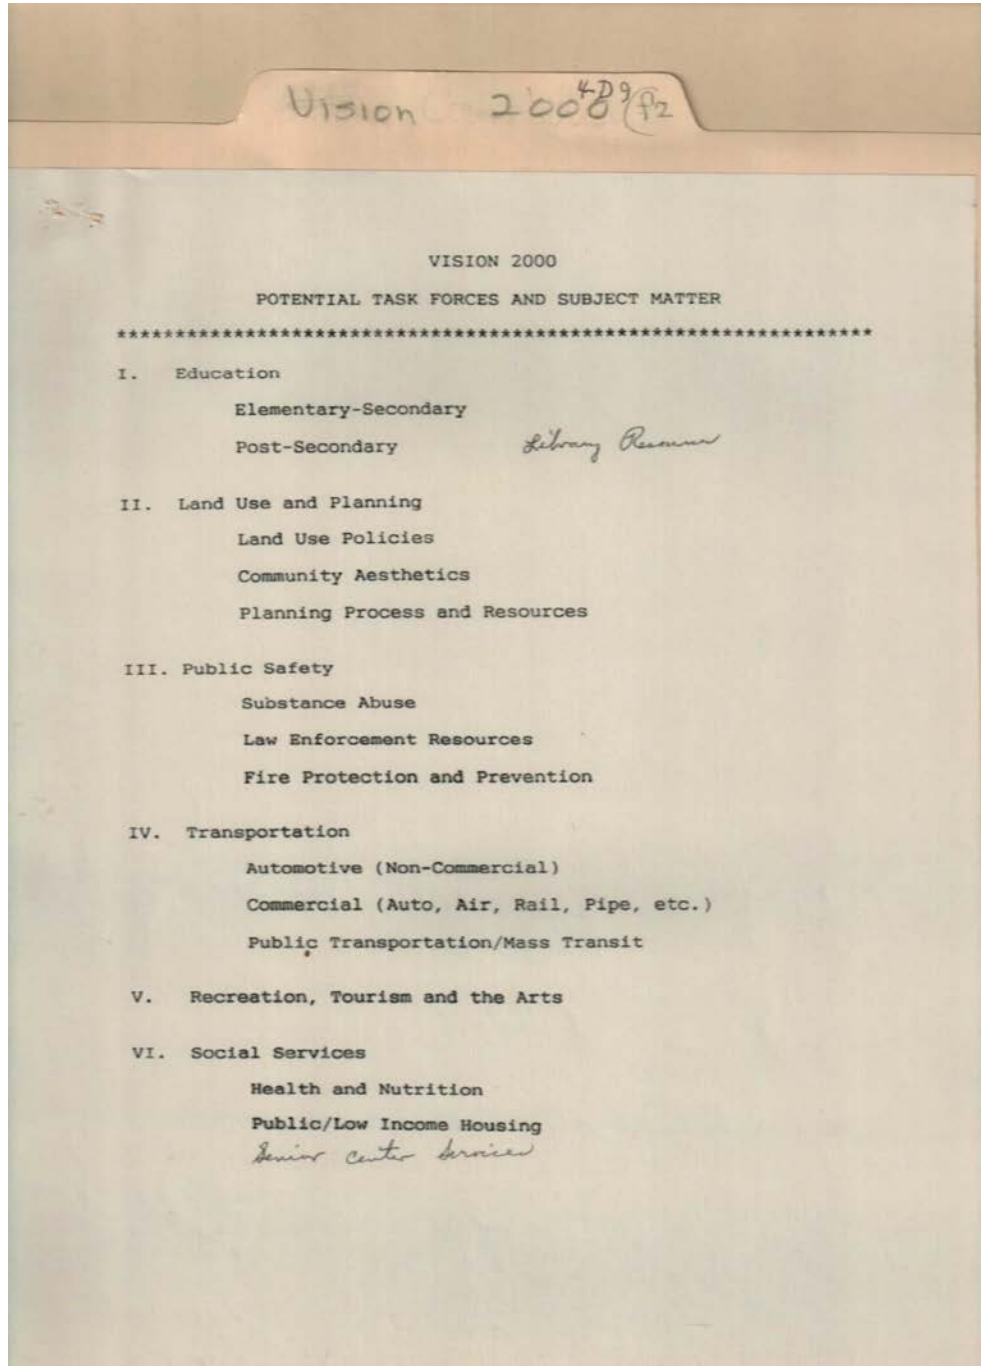 Vision 2000
4D9 f2
VISION 2000
POTENTIAL TASK FORCES AND SUBJECT MATTER
*****************************************************************
I. Education
Elementary-Secondary
Post-Secondary Library Resources
II. Land Use and Planning
Land Use Policies
Community Aesthetics
Planning Process and Resources
III. Public Safety
Substance Abuse
Law Enforcement Resources
Fire Protection and Prevention
IV. Transportation
Automotive (Non-Commercial)
Commercial (Auto, Air, Rail, Pipe, etc.)
Public Transportation/Mass Transit
V. Recreation, Tourism and the Arts
VI. Social Services
Health and Nutrition
Public/Low Income Housing
Senior Center Services